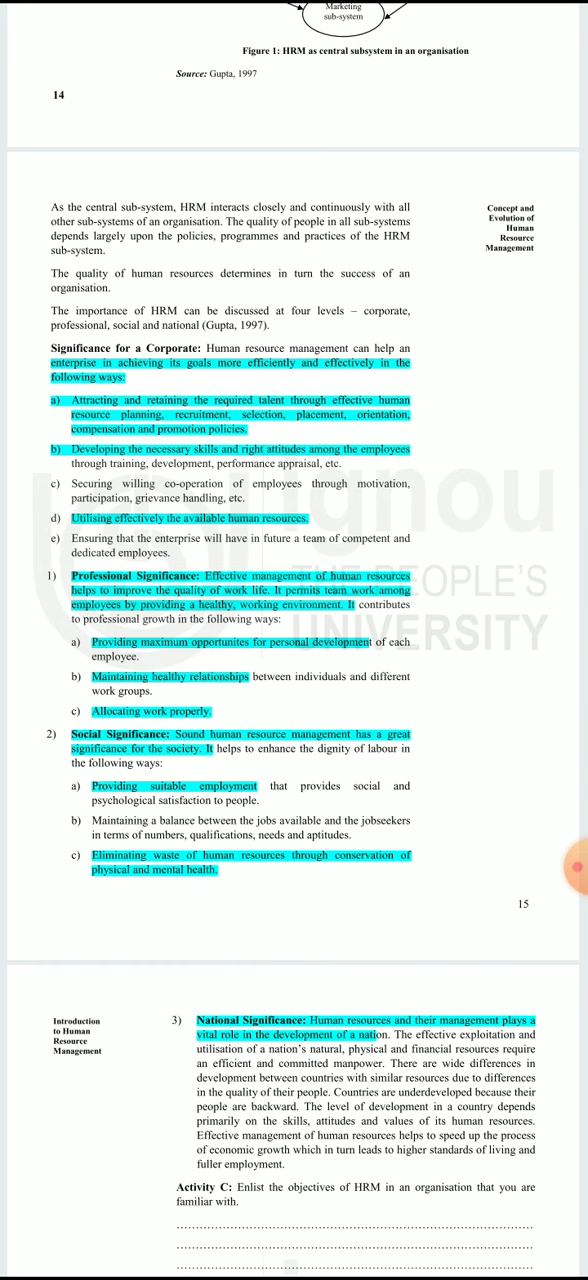 Marketing
sub-system
Figure 1: HRM as central subsystem in an organisation
Source: Gupta, 1997
14
As the central sub-system, HRM interacts closely and continuously with all
other sub-systems of an organisation. The quality of people in all sub-systems
depends largely upon the policies, programmes and practices of the HRM
sub-system.
Concept and
Evolution of
Human
Resource
Management
The quality of human resources determines in turn the success of an
organisation.
The importance of HRM can be discussed at four levels – corporate,
professional, social and national (Gupta, 1997).
Significance for a Corporate: Human resource management can help an
enterprise in achieving its goals more efficiently and effectively in the
following ways:
a) Attracting and retaining the required talent through effective human
resource planning, recruitment, selection, placement, orientation,
compensation and promotion policies.
b) Developing the necessary skills and right attitudes among the employees
through training, development, performance appraisal, etc.
c) Securing willing co-operation of employees through motivation,
participation, grievance handling, etc.
d) Utilising effectively the available human resources.
e) Ensuring that the enterprise will have in future a team of competent and
dedicated employees.
ignou
THE PEOPLE'S
UNIVERSITY
1) Professional Significance: Effective management of human resources
helps to improve the quality of work life. It permits team work among
employees by providing a healthy, working environment. It contributes
to professional growth in the following ways:
a) Providing maximum opportunites for personal development of each
employee.
b) Maintaining healthy relationships between individuals and different
work groups.
c) Allocating work properly.
2) Social Significance: Sound human resource management has a great
significance for the society. It helps to enhance the dignity of labour in
the following ways:
a) Providing suitable employment that provides social and
psychological satisfaction to people.
b) Maintaining a balance between the jobs available and the jobseekers
in terms of numbers, qualifications, needs and aptitudes.
c) Eliminating waste of human resources through conservation of
physical and mental health.
15
Introduction
to Human
Resource
Management
3) National Significance: Human resources and their management plays a
vital role in the development of a nation. The effective exploitation and
utilisation of a nation's natural, physical and financial resources require
an efficient and committed manpower. There are wide differences in
development between countries with similar resources due to differences
in the quality of their people. Countries are underdeveloped because their
people are backward. The level of development in a country depends
primarily on the skills, attitudes and values of its human resources.
Effective management of human resources helps to speed up the process
of economic growth which in turn leads to higher standards of living and
fuller employment.
Activity C: Enlist the objectives of HRM in an organisation that you are
familiar with.